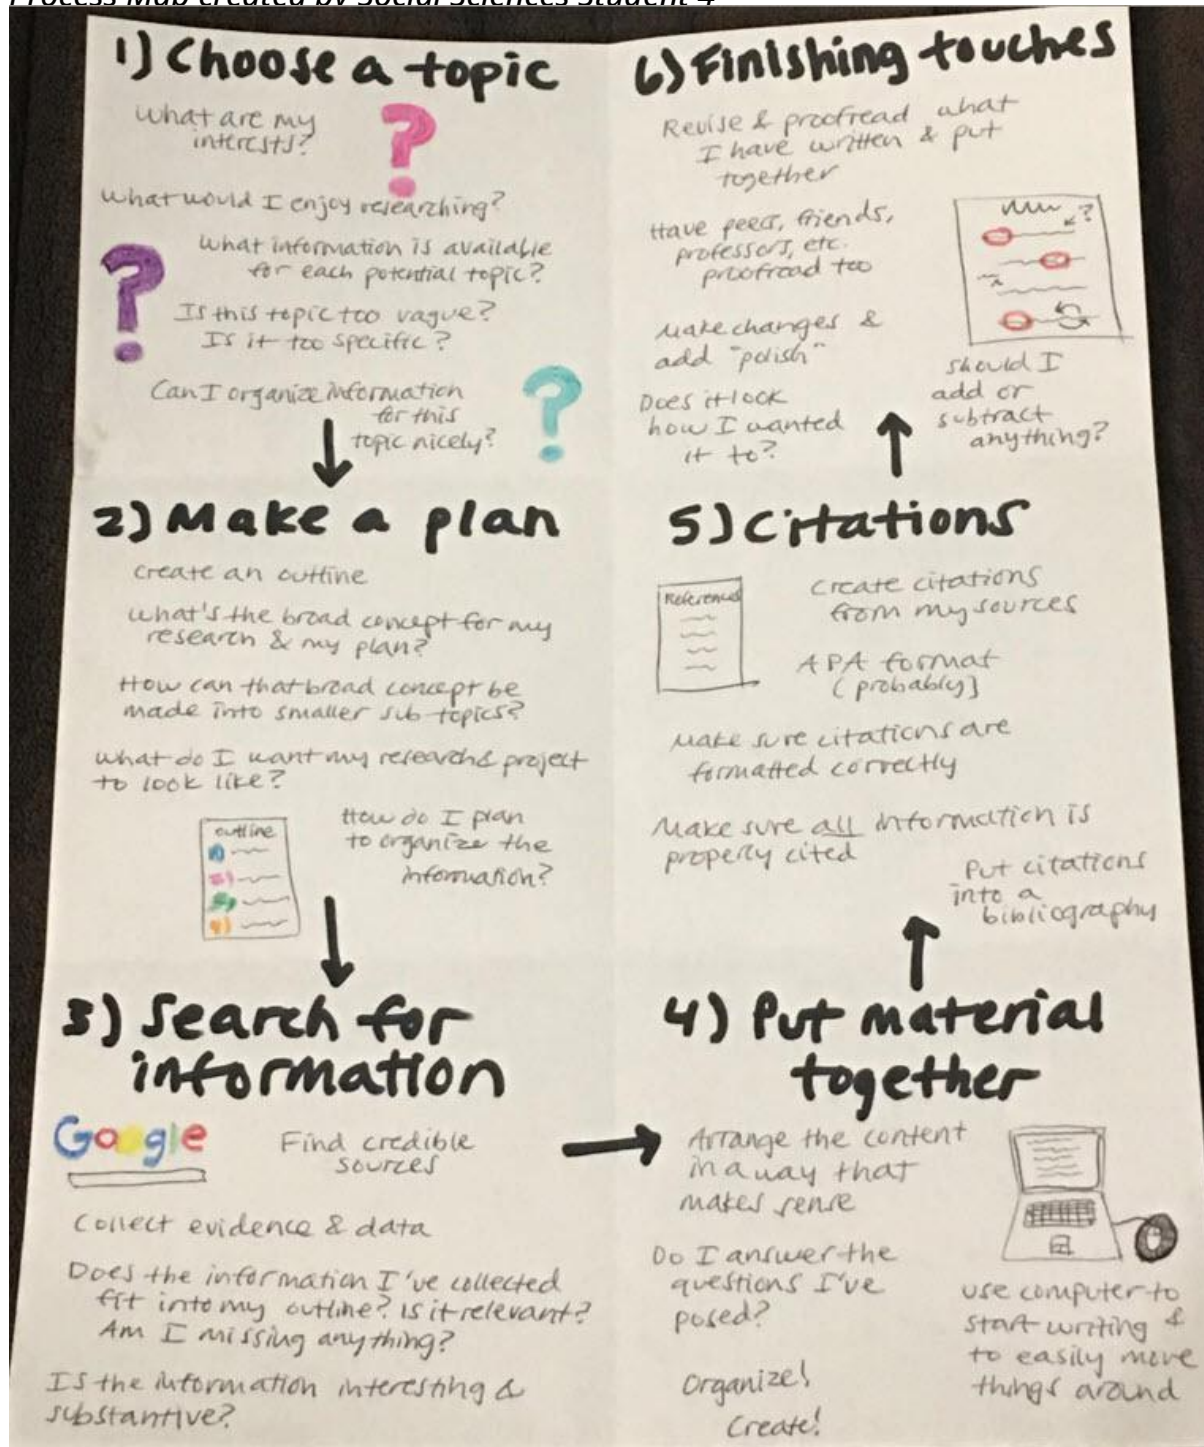 Process Map created by Social Sciences Student 4
1) Choose a topic
What are my
interests?
?
What would I enjoy researching?
?
What information is available
for each potential topic?
Is this topic too vague?
Is it too specific?
Can I organize information
for this
topic nicely?
?
2) Make a plan
create an outline
what's the broad concept for my
research & my plan?
How can that broad concept be
made into smaller sub topics?
what do I want my research & project
to look like?
outline
1)
2)
3)
4)
How do I plan
to organize the
information?
3) Search for
information
Google
Find credible
sources
Collect evidence & data
Does the information I've collected
fit into my outline? Is it relevant?
Am I missing anything?
Is the information interesting &
substantive?
4) Put material
together
Arrange the content
in a way that
makes sense
Do I answer the
questions I've
posed?
Organize!
Create!
use computer to
start writing &
to easily move
things around
5) Citations
References
create citations
from my sources
APA format
(probably)
Make sure citations are
formatted correctly
Make sure all information is
properly cited
Put citations
into a
bibliography
6) Finishing touches
Revise & proofread what
I have written & put
together
Have peers, friends,
professors, etc.
proofread too
?
Make changes &
add "polish"
Does it look
how I wanted
it to?
should I
add or
subtract
anything?